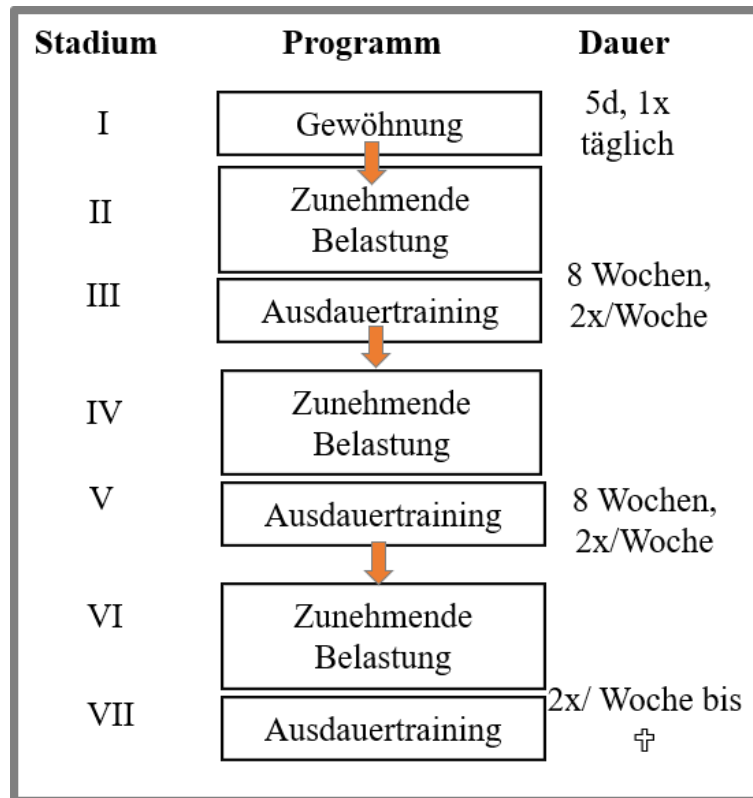 Stadium Programm Dauer
I
Gewöhnung
5d, 1x
täglich
II
Zunehmende
Belastung
III
Ausdauertraining
8 Wochen,
2x/Woche
IV
Zunehmende
Belastung
V
Ausdauertraining
8 Wochen,
2x/Woche
VI
Zunehmende
Belastung
VII
Ausdauertraining
2x/ Woche bis
✞